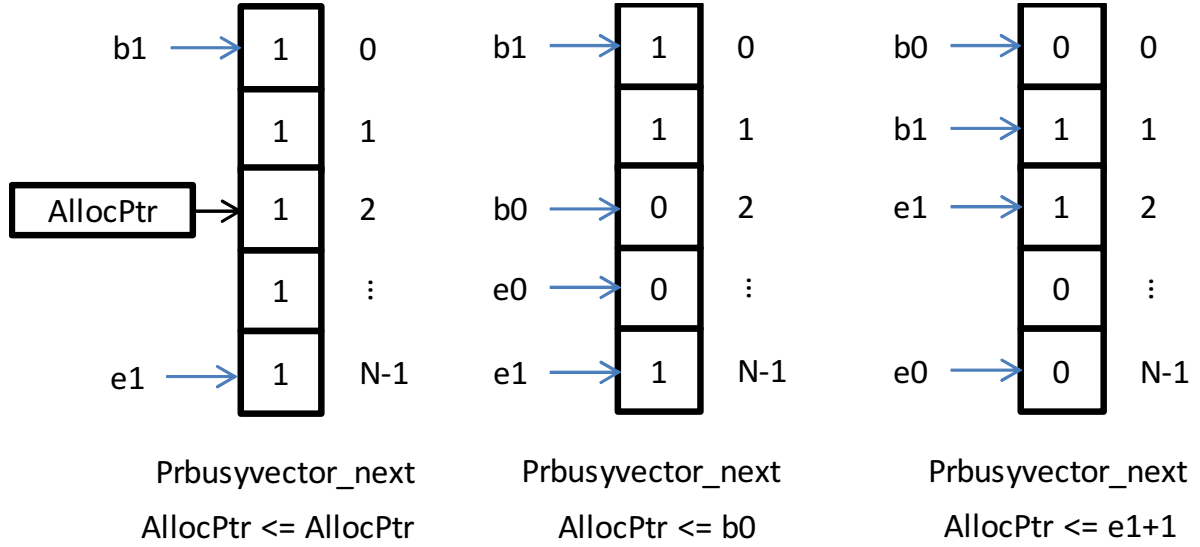 b1 1 0 b1 1 0 b0 0 0
1 1 1 1 b1 1 1
AllocPtr 1 2 b0 0 2 e1 1 2
1 ⋮ e0 0 ⋮ 0 ⋮
e1 1 N-1 e1 1 N-1 e0 0 N-1
Prbusyvector_next Prbusyvector_next Prbusyvector_next
AllocPtr <= AllocPtr AllocPtr <= b0 AllocPtr <= e1+1